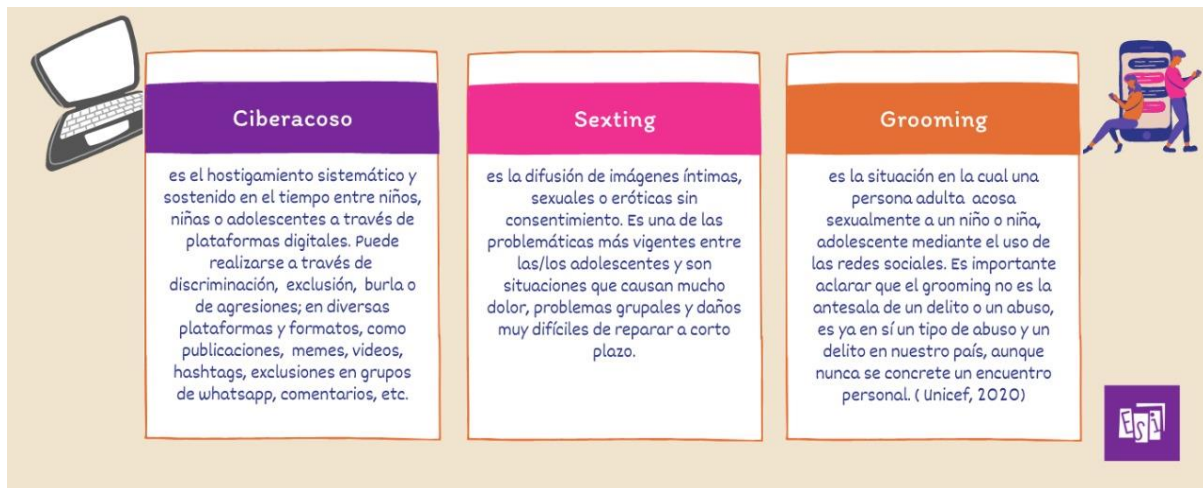 Ciberacoso
es el hostigamiento sistemático y
sostenido en el tiempo entre niños,
niñas o adolescentes a través de
plataformas digitales. Puede
realizarse a través de
discriminación, exclusión, burla o
de agresiones; en diversas
plataformas y formatos, como
publicaciones, memes, videos,
hashtags, exclusiones en grupos
de whatsapp, comentarios, etc.
Sexting
es la difusión de imágenes íntimas,
sexuales o eróticas sin
consentimiento. Es una de las
problemáticas más vigentes entre
las/los adolescentes y son
situaciones que causan mucho
dolor, problemas grupales y daños
muy difíciles de reparar a corto
plazo.
Grooming
es la situación en la cual una
persona adulta acosa
sexualmente a un niño o niña,
adolescente mediante el uso de
las redes sociales. Es importante
aclarar que el grooming no es la
antesala de un delito o un abuso,
es ya en sí un tipo de abuso y un
delito en nuestro país, aunque
nunca se concrete un encuentro
personal. ( Unicef, 2020)
ESi